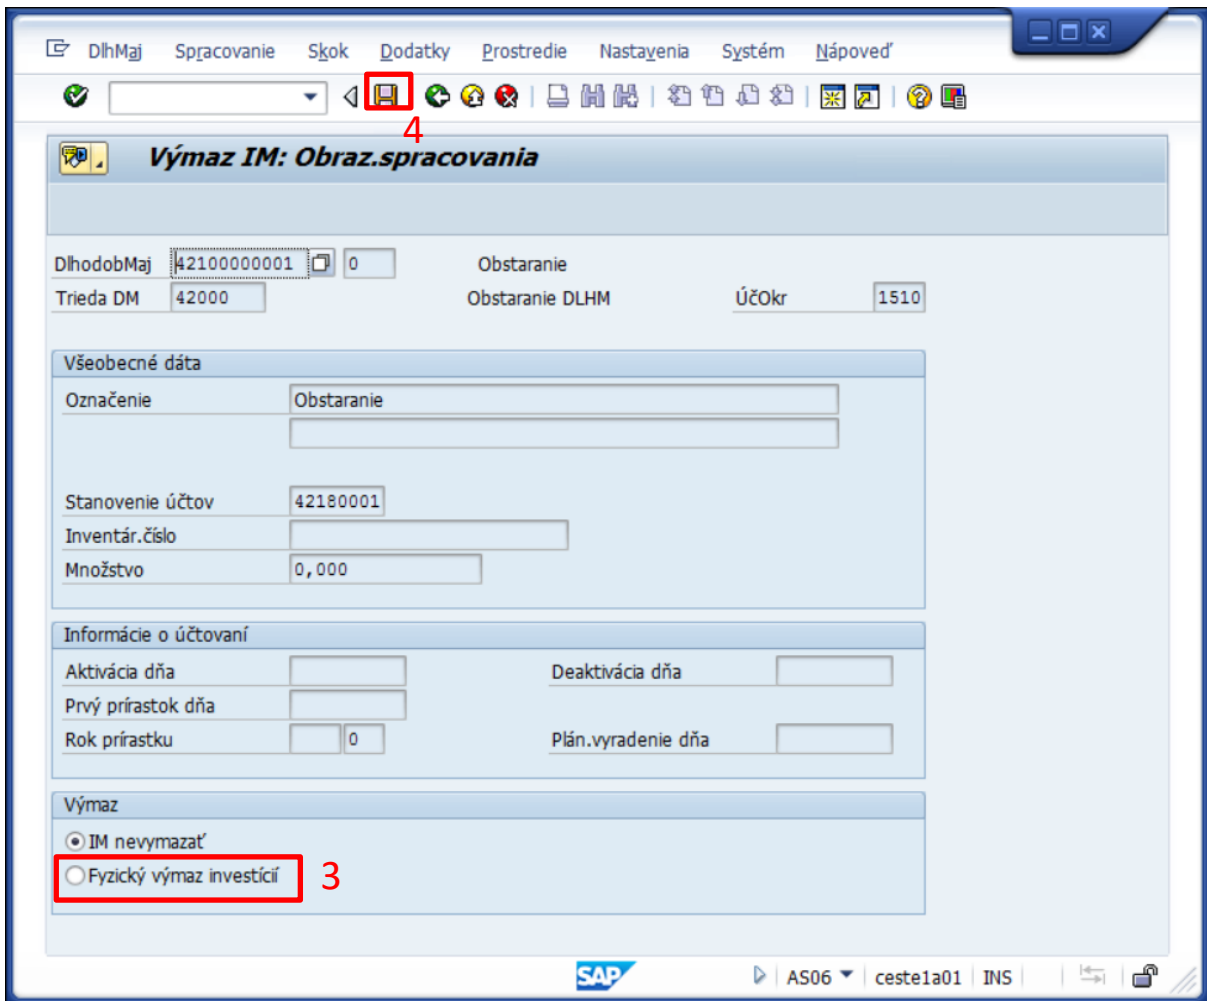 DlhMaj Spracovanie Skok Dodatky Prostredie Nastavenia Systém Nápoveď
4
Výmaz IM: Obraz.spracovania
DlhodobMaj 42100000001 0 Obstaranie
Trieda DM 42000 Obstaranie DLHM ÚčOkr 1510
Všeobecné dáta
Označenie Obstaranie
Stanovenie účtov 42180001
Inventár.číslo
Množstvo 0,000
Informácie o účtovaní
Aktivácia dňa Deaktivácia dňa
Prvý prírastok dňa
Rok prírastku 0 Plán.vyradenie dňa
Výmaz
IM nevymazať
Fyzický výmaz investícií 3
SAP AS06 ceste1a01 INS